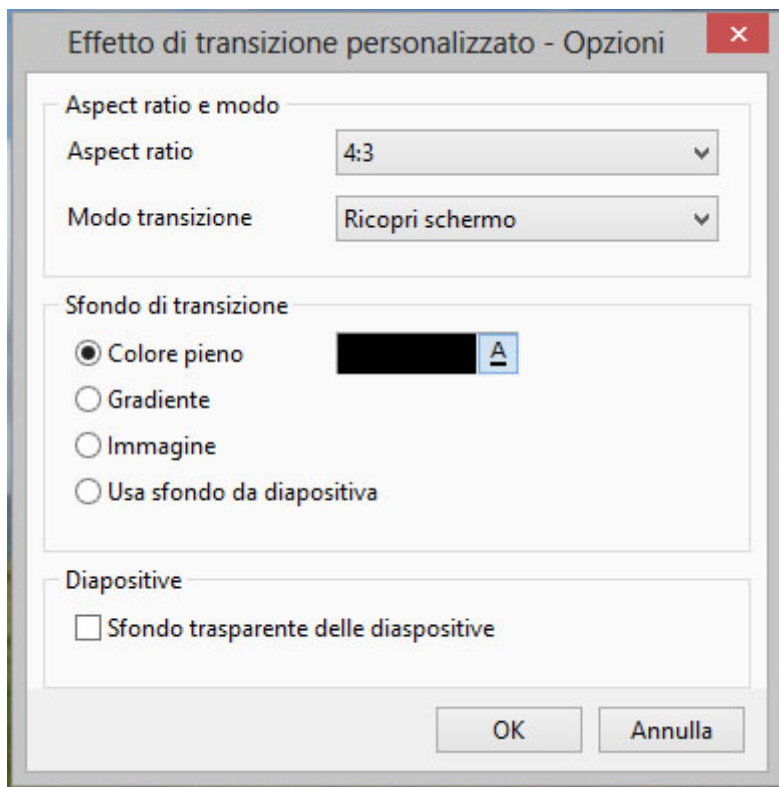 Effetto di transizione personalizzato - Opzioni
Aspect ratio e modo
Aspect ratio 4:3
Modo transizione Ricopri schermo
Sfondo di transizione
Colore pieno A
Gradiente
Immagine
Usa sfondo da diapositiva
Diapositive
Sfondo trasparente delle diaspositive
OK Annulla